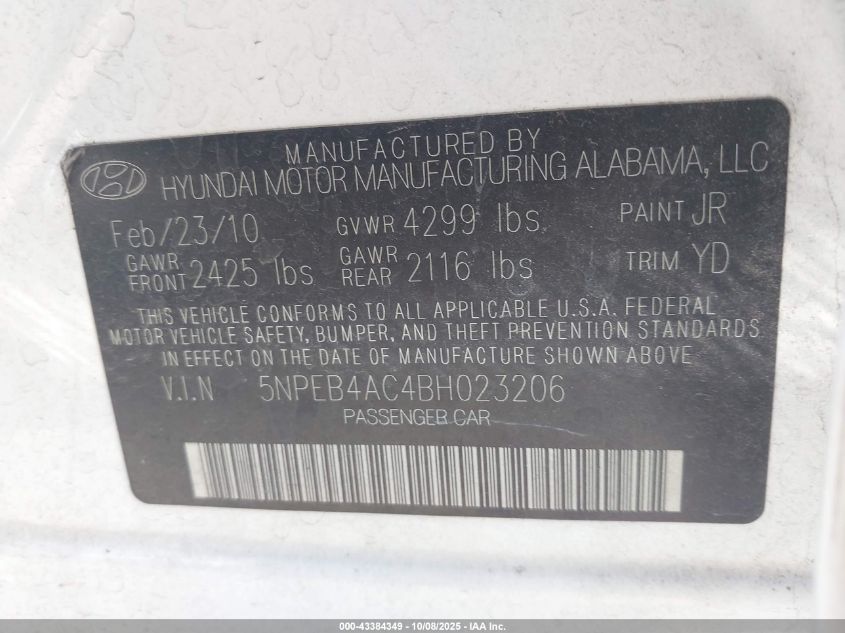 MANUFACTURED BY
HYUNDAI MOTOR MANUFACTURING ALABAMA, LLC
Feb/23/10 GVWR 4299 lbs PAINT JR
GAWR FRONT 2425 lbs GAWR REAR 2116 lbs TRIM YD
THIS VEHICLE CONFORMS TO ALL APPLICABLE U.S.A. FEDERAL
MOTOR VEHICLE SAFETY, BUMPER, AND THEFT PREVENTION STANDARDS
IN EFFECT ON THE DATE OF MANUFACTURE SHOWN ABOVE
V.I.N 5NPEB4AC4BH023206
PASSENGER CAR
000-43384349 - 10/08/2025 - IAA Inc.